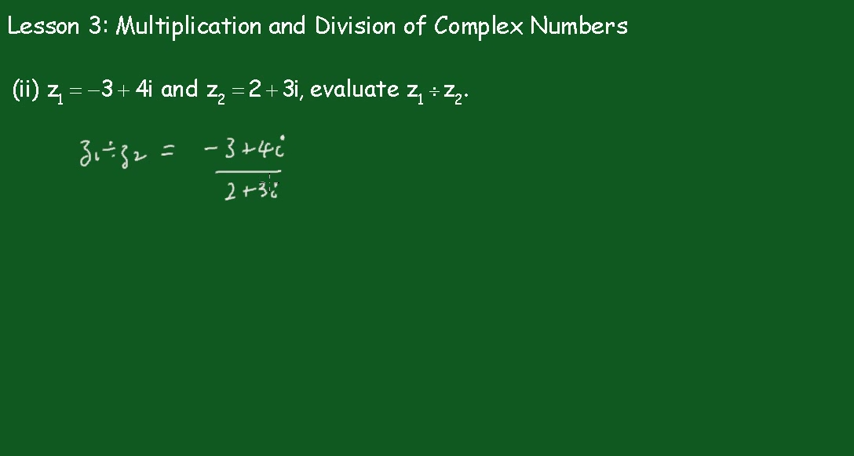 Lesson 3: Multiplication and Division of Complex Numbers
(ii) z₁ = −3 + 4i and z₂ = 2 + 3i, evaluate z₁ ÷ z₂.
z₁ ÷ z₂ = -3+4i
2+3i